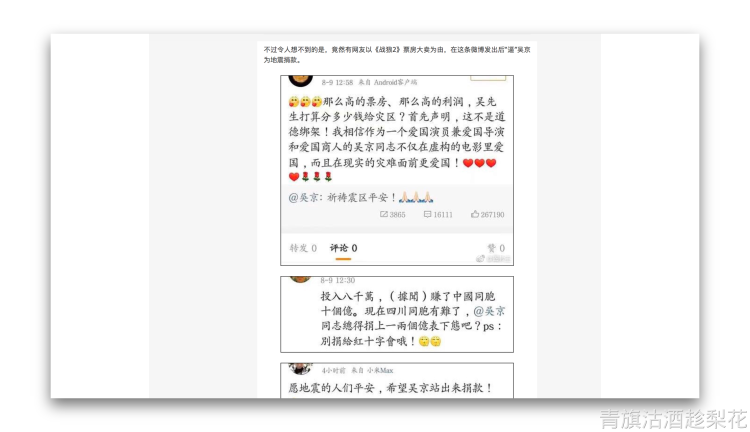 不过令人想不到的是，竟然有网友以《战狼2》票房大卖为由，在这条微博发出后“逼”吴京
为地震捐款。
8-9 12:58 来自 Android客户端
🤗🤗🤗那么高的票房、那么高的利润，吴先
生打算分多少钱给灾区？首先声明，这不是道
德绑架！我相信作为一个爱国演员兼爱国导演
和爱国商人的吴京同志不仅在虚构的电影里爱
国，而且在现实的灾难面前更爱国！❤️❤️❤️
❤️🌹🌹🌹
@吴京：祈祷震区平安！🙏🏻🙏🏻🙏🏻
3865 16111 267190
转发 0 评论 0 赞 0
8-9 12:30
投入八千萬，（據聞）賺了中國同胞
十個億。現在四川同胞有難了，@吴京
同志總得捐上一兩個億表下態吧？ps：
別捐給紅十字會哦！🙂🙂
4小时前 来自 小米Max
愿地震的人们平安，希望吴京站出来捐款！
青旗沽酒趁梨花